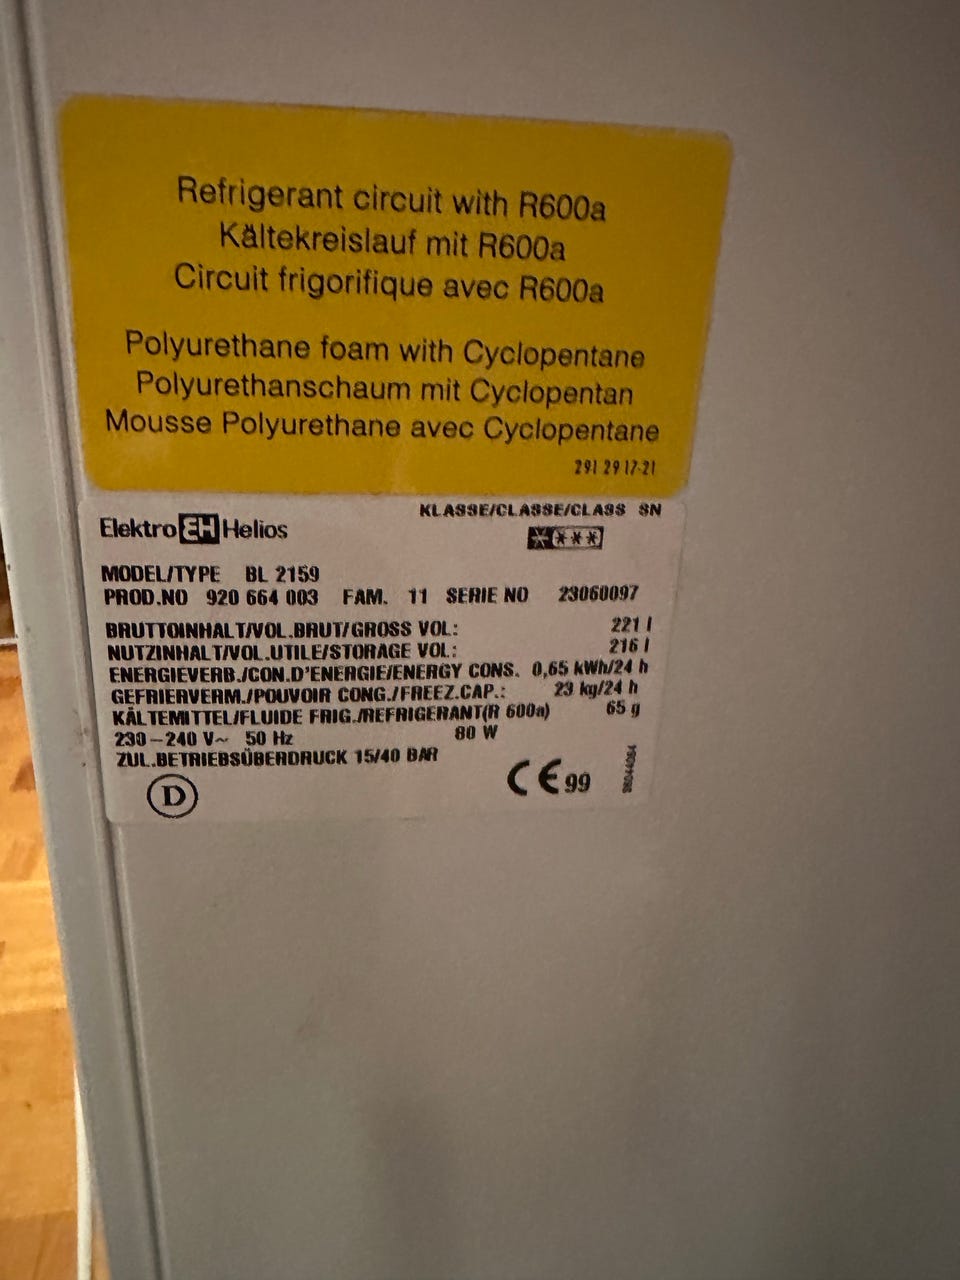 Refrigerant circuit with R600a
Kältekreislauf mit R600a
Circuit frigorifique avec R600a
Polyurethane foam with Cyclopentane
Polyurethanschaum mit Cyclopentan
Mousse Polyurethane avec Cyclopentane
291 29 17-21
KLASSE/CLASSE/CLASS SN
Elektro EH Helios
MODEL/TYPE BL 2159
PROD.NO 920 664 003 FAM. 11 SERIE NO 23060097
BRUTTOINHALT/VOL.BRUT/GROSS VOL: 221 l
NUTZINHALT/VOL.UTILE/STORAGE VOL: 216 l
ENERGIEVERB./CON.D'ENERGIE/ENERGY CONS. 0,65 kWh/24 h
GEFRIERVERM./POUVOIR CONG./FREEZ.CAP.: 23 kg/24 h
KÄLTEMITTEL/FLUIDE FRIG./REFRIGERANT(R 600a) 65 g
230–240 V~ 50 Hz 80 W
ZUL.BETRIEBSÜBERDRUCK 15/40 BAR
D
CE 99